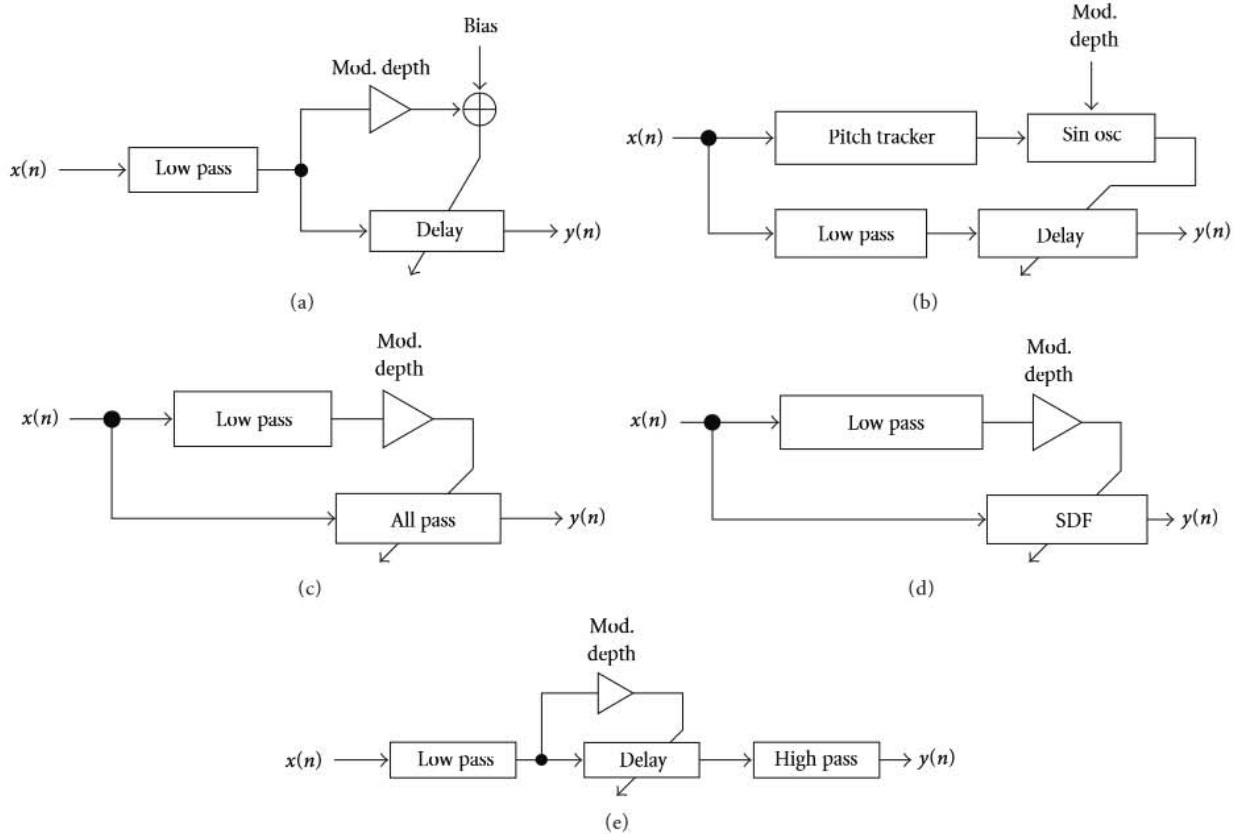 Bias
Mod. depth
x(n)
Low pass
Delay
y(n)
(a)
Mod.
depth
x(n)
Pitch tracker
Sin osc
Low pass
Delay
y(n)
(b)
Mod.
depth
x(n)
Low pass
All pass
y(n)
(c)
Mod.
depth
x(n)
Low pass
SDF
y(n)
(d)
Mod.
depth
x(n)
Low pass
Delay
High pass
y(n)
(e)